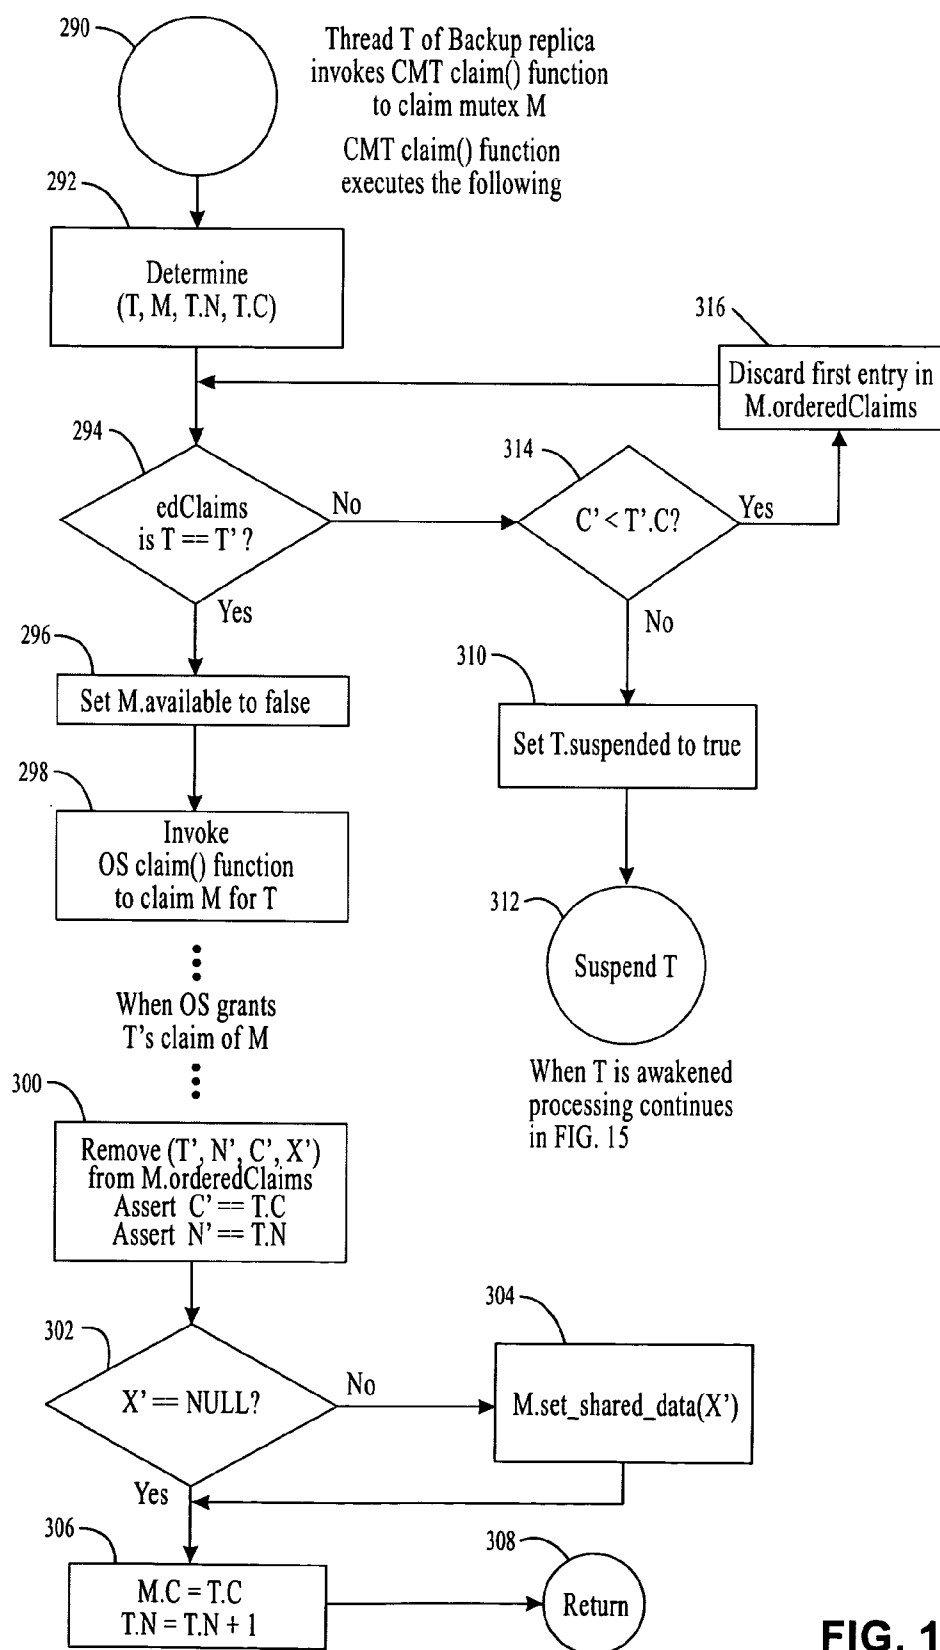 290
Thread T of Backup replica
invokes CMT claim() function
to claim mutex M
CMT claim() function
executes the following
292
Determine
(T, M, T.N, T.C)
316
Discard first entry in
M.orderedClaims
294
edClaims
is T == T' ?
No
Yes
314
C' < T'.C?
Yes
No
296
Set M.available to false
310
Set T.suspended to true
298
Invoke
OS claim() function
to claim M for T
312
Suspend T
When OS grants
T's claim of M
When T is awakened
processing continues
in FIG. 15
300
Remove (T', N', C', X')
from M.orderedClaims
Assert C' == T.C
Assert N' == T.N
302
X' == NULL?
No
Yes
304
M.set_shared_data(X')
306
M.C = T.C
T.N = T.N + 1
308
Return
FIG. 1